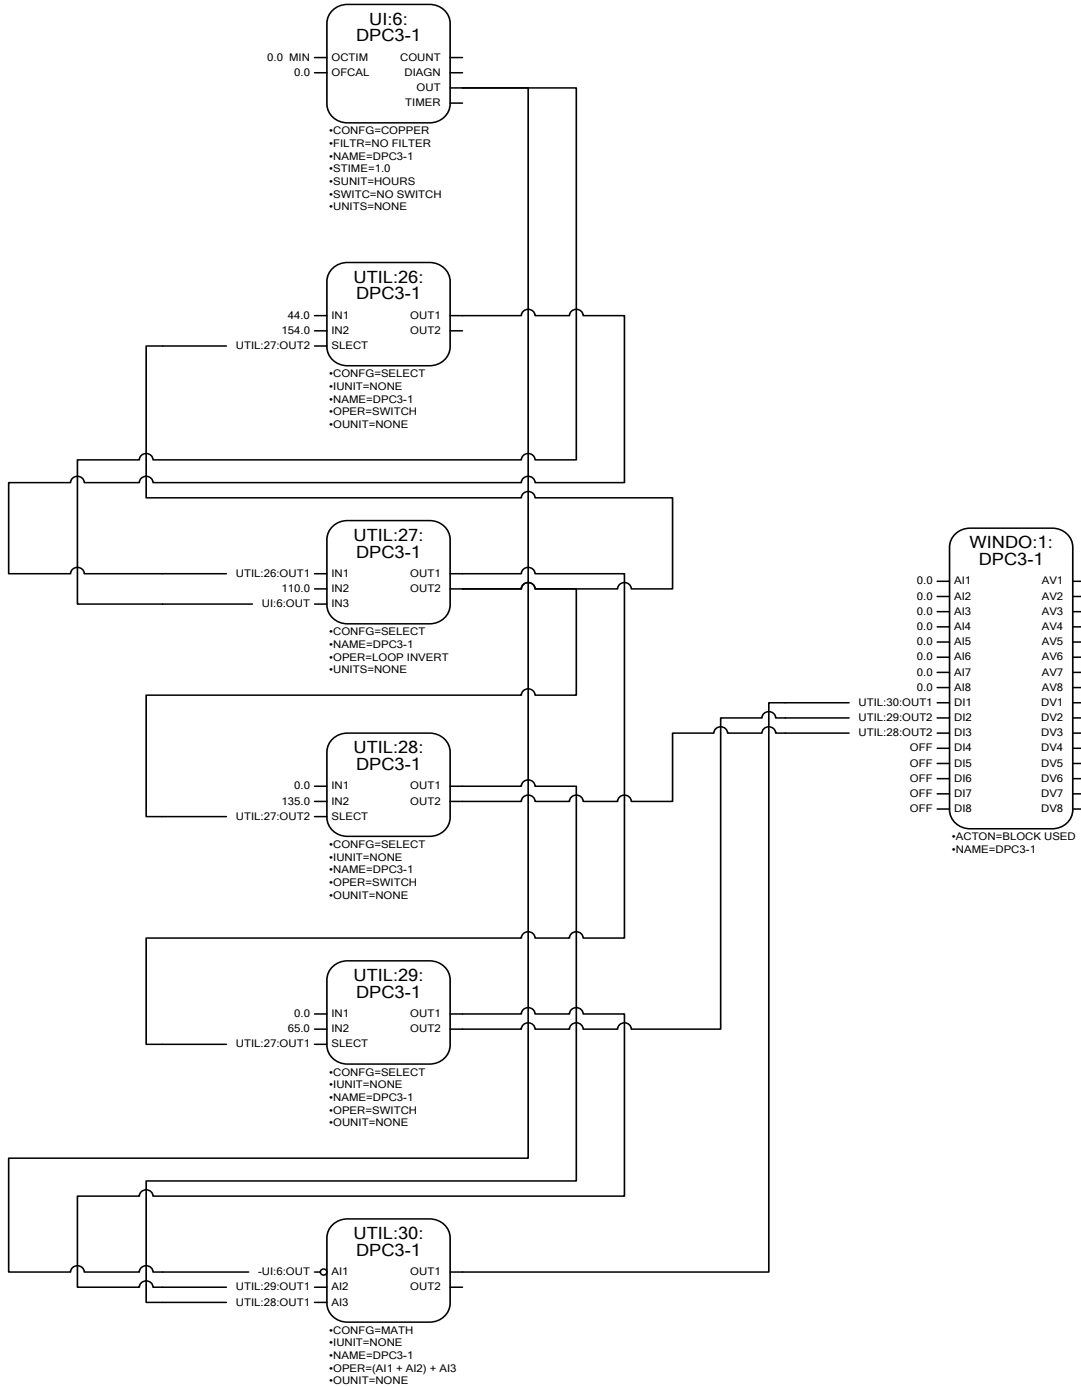 UI:6:
DPC3-1
0.0 MIN OCTIM COUNT
0.0 OFCAL DIAGN
OUT
TIMER
•CONFG=COPPER
•FILTR=NO FILTER
•NAME=DPC3-1
•STIME=1.0
•SUNIT=HOURS
•SWITC=NO SWITCH
•UNITS=NONE
UTIL:26:
DPC3-1
44.0 IN1 OUT1
154.0 IN2 OUT2
UTIL:27:OUT2 SLECT
•CONFG=SELECT
•IUNIT=NONE
•NAME=DPC3-1
•OPER=SWITCH
•OUNIT=NONE
UTIL:27:
DPC3-1
UTIL:26:OUT1 IN1 OUT1
110.0 IN2 OUT2
UI:6:OUT IN3
•CONFG=SELECT
•NAME=DPC3-1
•OPER=LOOP INVERT
•UNITS=NONE
UTIL:28:
DPC3-1
0.0 IN1 OUT1
135.0 IN2 OUT2
UTIL:27:OUT2 SLECT
•CONFG=SELECT
•IUNIT=NONE
•NAME=DPC3-1
•OPER=SWITCH
•OUNIT=NONE
UTIL:29:
DPC3-1
0.0 IN1 OUT1
65.0 IN2 OUT2
UTIL:27:OUT1 SLECT
•CONFG=SELECT
•IUNIT=NONE
•NAME=DPC3-1
•OPER=SWITCH
•OUNIT=NONE
UTIL:30:
DPC3-1
-UI:6:OUT AI1 OUT1
UTIL:29:OUT1 AI2 OUT2
UTIL:28:OUT1 AI3
•CONFG=MATH
•IUNIT=NONE
•NAME=DPC3-1
•OPER=(AI1 + AI2) + AI3
•OUNIT=NONE
WINDO:1:
DPC3-1
0.0 AI1 AV1
0.0 AI2 AV2
0.0 AI3 AV3
0.0 AI4 AV4
0.0 AI5 AV5
0.0 AI6 AV6
0.0 AI7 AV7
0.0 AI8 AV8
UTIL:30:OUT1 DI1 DV1
UTIL:29:OUT2 DI2 DV2
UTIL:28:OUT2 DI3 DV3
OFF DI4 DV4
OFF DI5 DV5
OFF DI6 DV6
OFF DI7 DV7
OFF DI8 DV8
•ACTON=BLOCK USED
•NAME=DPC3-1